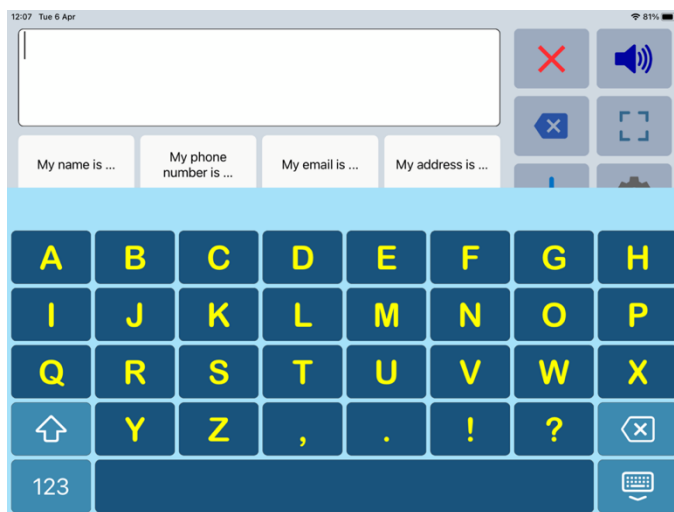 12:07 Tue 6 Apr
81%
My name is ...
My phone
number is ...
My email is ...
My address is ...
A B C D E F G H
I J K L M N O P
Q R S T U V W X
Y Z , . ! ?
123